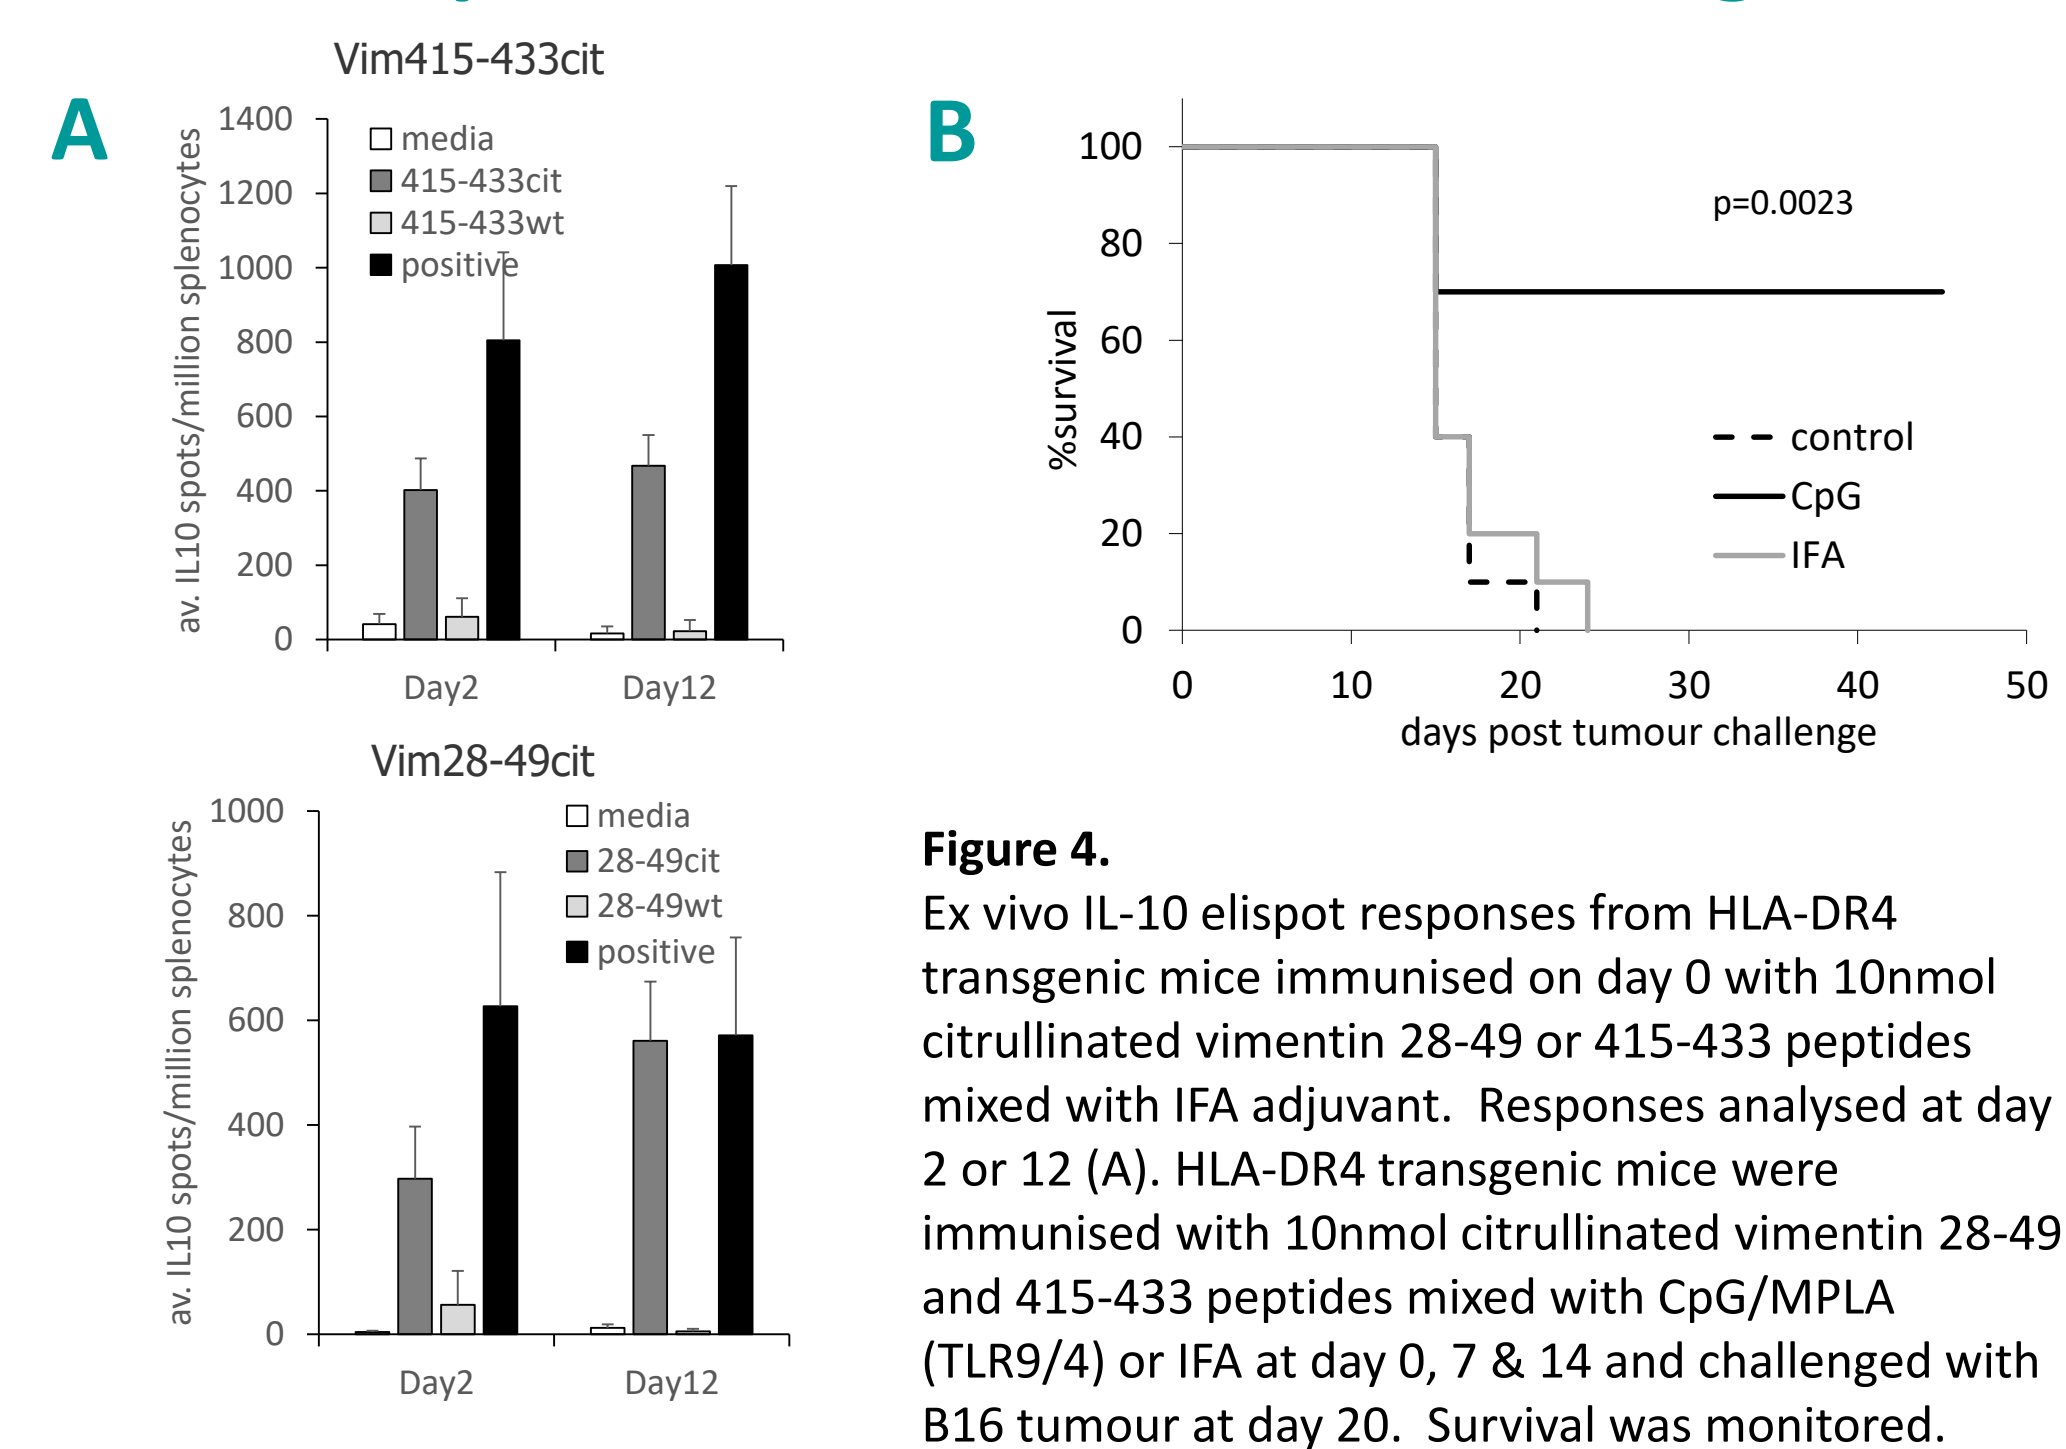 Vim415-433cit
A
av. IL10 spots/million splenocytes
1400
1200
1000
800
600
400
200
0
media
415-433cit
415-433wt
positive
Day2
Day12
Vim28-49cit
av. IL10 spots/million splenocytes
1000
800
600
400
200
0
media
28-49cit
28-49wt
positive
Day2
Day12
B
%survival
100
80
60
40
20
0
p=0.0023
control
CpG
IFA
0
10
20
30
40
50
days post tumour challenge
Figure 4.
Ex vivo IL-10 elispot responses from HLA-DR4
transgenic mice immunised on day 0 with 10nmol
citrullinated vimentin 28-49 or 415-433 peptides
mixed with IFA adjuvant.  Responses analysed at day
2 or 12 (A). HLA-DR4 transgenic mice were
immunised with 10nmol citrullinated vimentin 28-49
and 415-433 peptides mixed with CpG/MPLA
(TLR9/4) or IFA at day 0, 7 & 14 and challenged with
B16 tumour at day 20.  Survival was monitored.